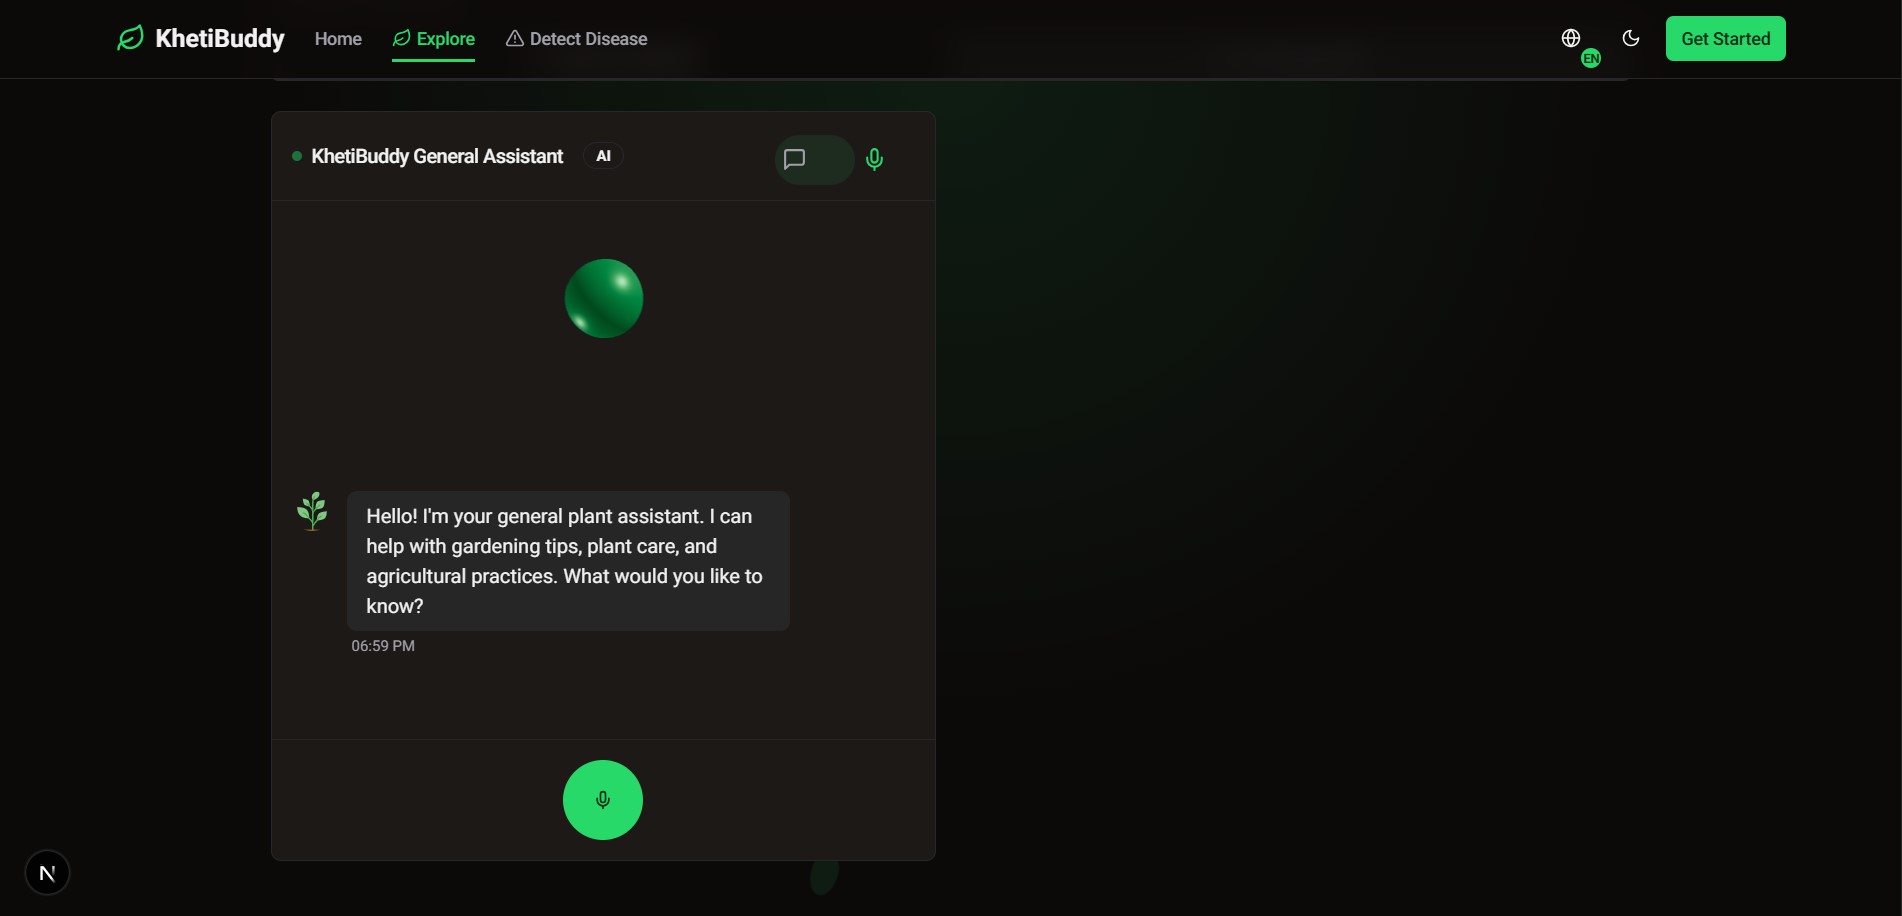 KhetiBuddy
Home
Explore
Detect Disease
EN
Get Started
KhetiBuddy General Assistant
AI
Hello! I'm your general plant assistant. I can
help with gardening tips, plant care, and
agricultural practices. What would you like to
know?
06:59 PM
N